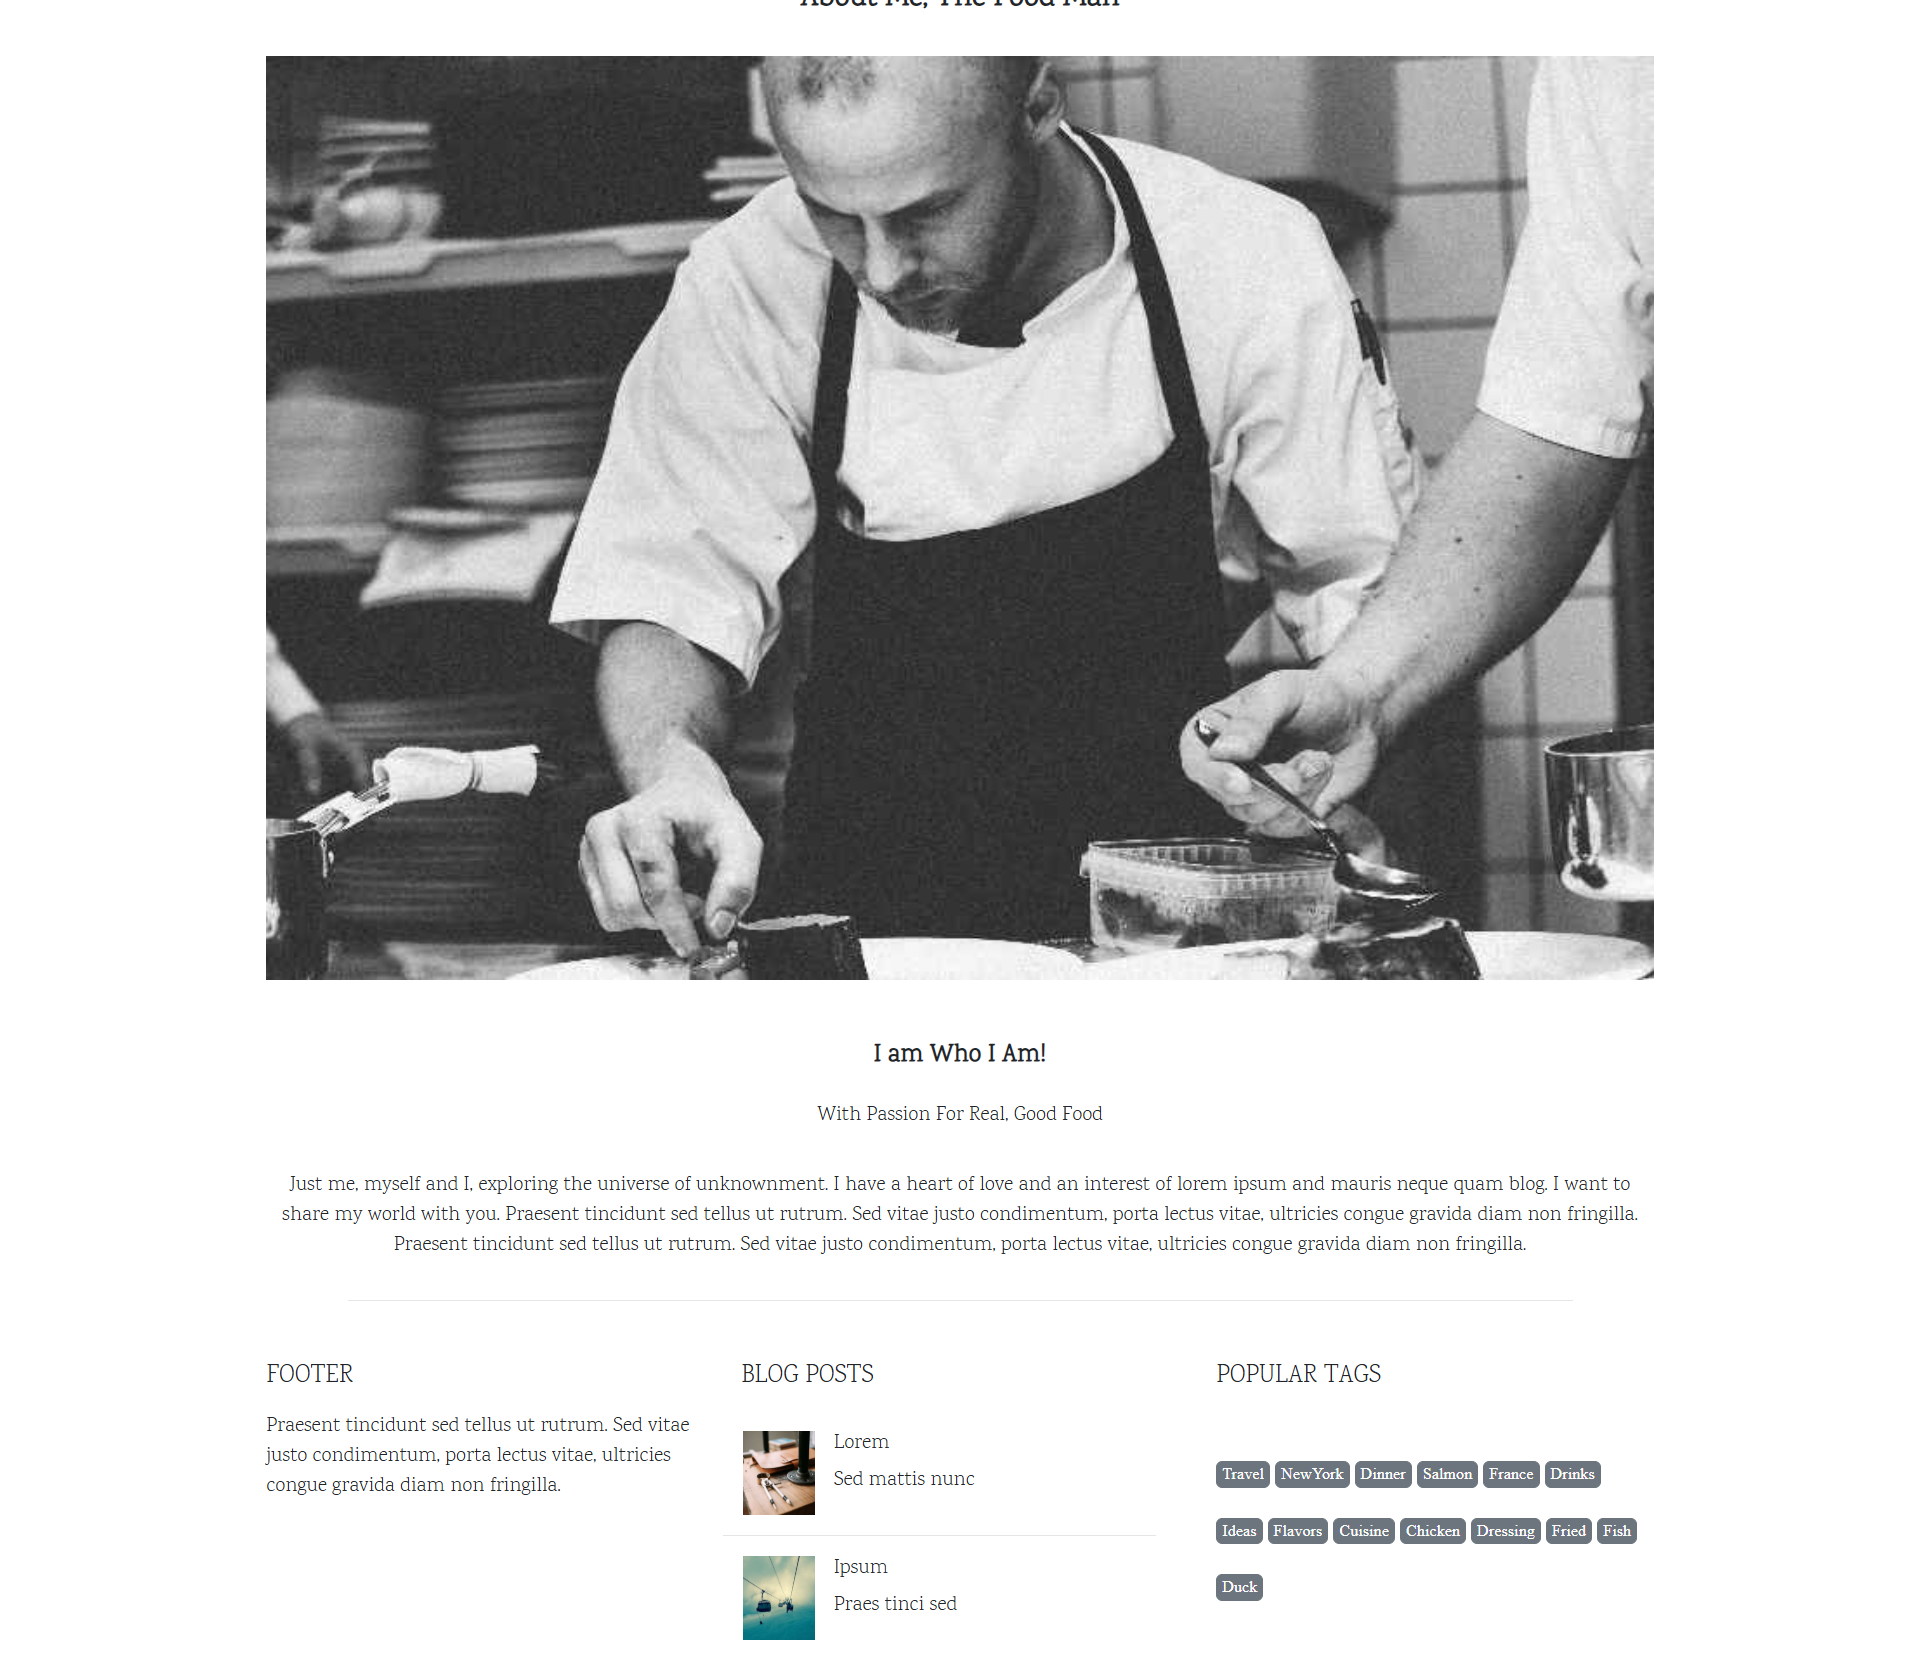 About Me, The Food Man
I am Who I Am!
With Passion For Real, Good Food
Just me, myself and I, exploring the universe of unknownment. I have a heart of love and an interest of lorem ipsum and mauris neque quam blog. I want to
share my world with you. Praesent tincidunt sed tellus ut rutrum. Sed vitae justo condimentum, porta lectus vitae, ultricies congue gravida diam non fringilla.
Praesent tincidunt sed tellus ut rutrum. Sed vitae justo condimentum, porta lectus vitae, ultricies congue gravida diam non fringilla.
FOOTER
Praesent tincidunt sed tellus ut rutrum. Sed vitae
justo condimentum, porta lectus vitae, ultricies
congue gravida diam non fringilla.
BLOG POSTS
Lorem
Sed mattis nunc
Ipsum
Praes tinci sed
POPULAR TAGS
Travel NewYork Dinner Salmon France Drinks
Ideas Flavors Cuisine Chicken Dressing Fried Fish
Duck